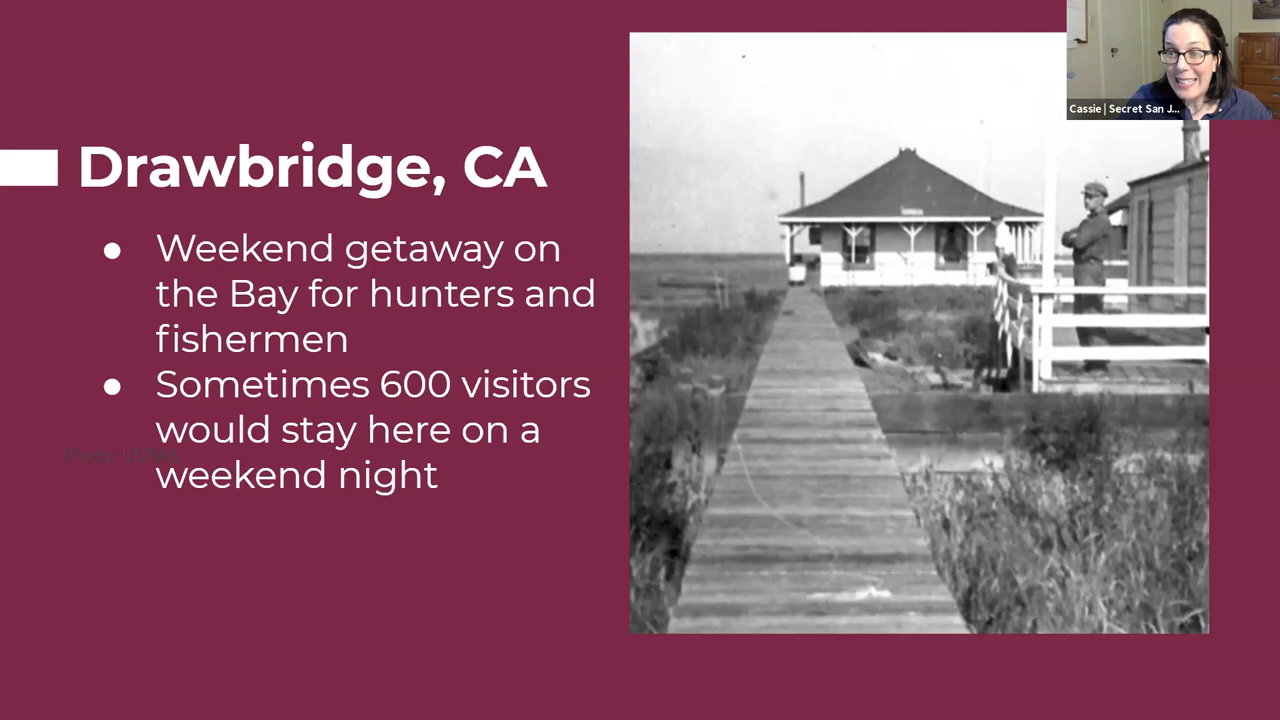 Drawbridge, CA
● Weekend getaway on
the Bay for hunters and
fishermen
● Sometimes 600 visitors
would stay here on a
weekend night
Cassie | Secret San J...